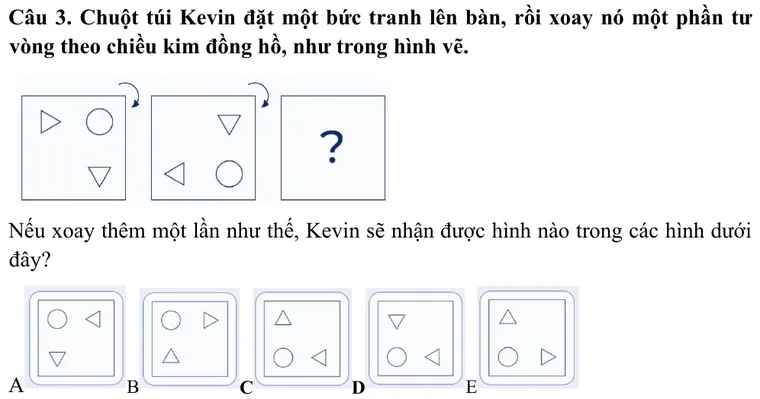 Câu 3. Chuột túi Kevin đặt một bức tranh lên bàn, rồi xoay nó một phần tư
vòng theo chiều kim đồng hồ, như trong hình vẽ.
?
Nếu xoay thêm một lần như thế, Kevin sẽ nhận được hình nào trong các hình dưới
đây?
A B C D E